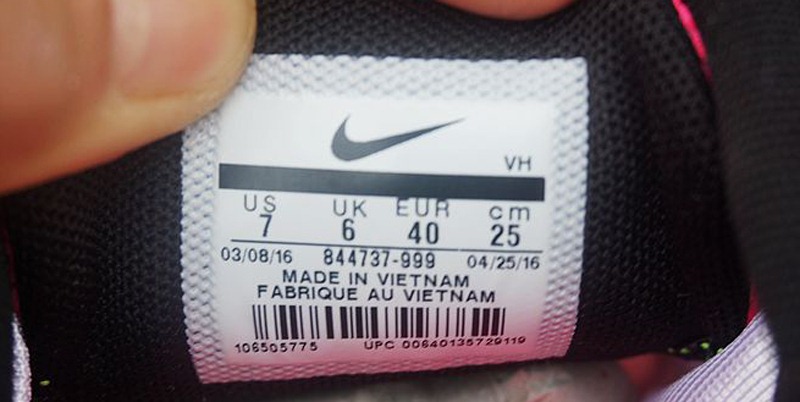 VH
US UK EUR cm
7 6 40 25
03/08/16 844737-999 04/25/16
MADE IN VIETNAM
FABRIQUE AU VIETNAM
106505775 UPC 00640135729119